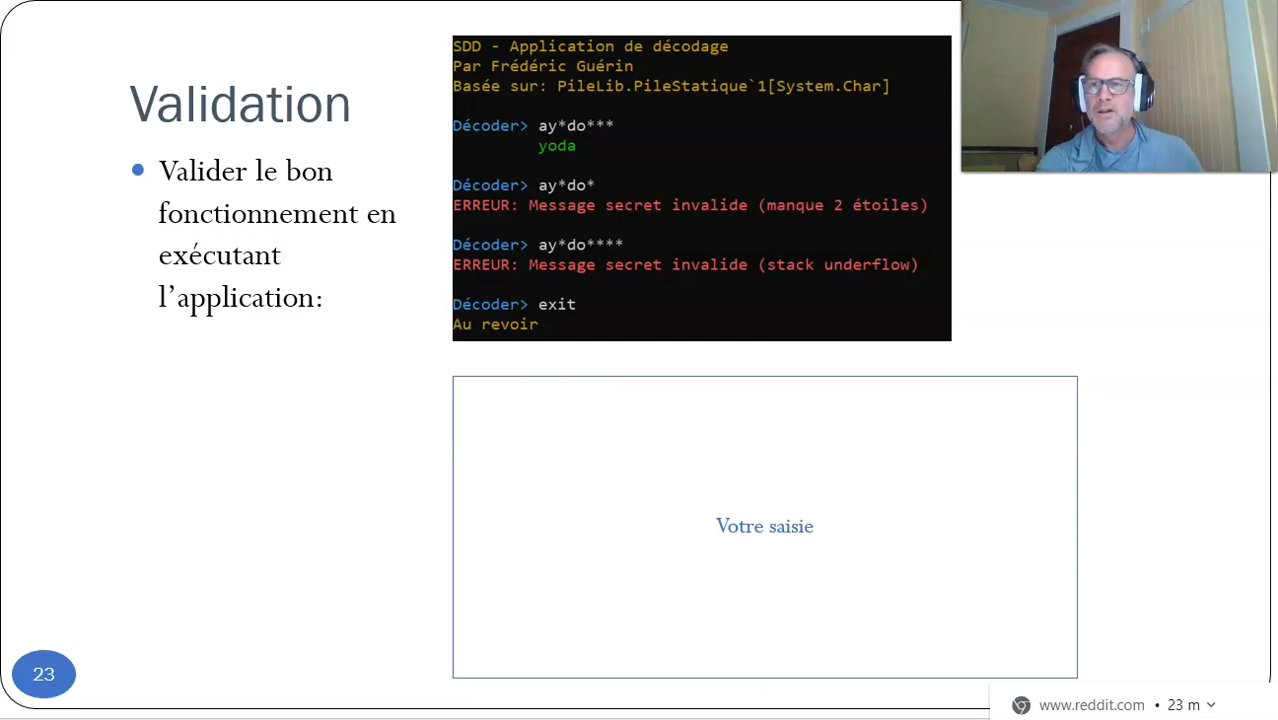 Validation
Valider le bon
fonctionnement en
exécutant
l'application:
SDD - Application de décodage
Par Frédéric Guérin
Basée sur: PileLib.PileStatique`1[System.Char]
Décoder> ay*do***
yoda
Décoder> ay*do*
ERREUR: Message secret invalide (manque 2 étoiles)
Décoder> ay*do****
ERREUR: Message secret invalide (stack underflow)
Décoder> exit
Au revoir
Votre saisie
23
www.reddit.com • 23 m